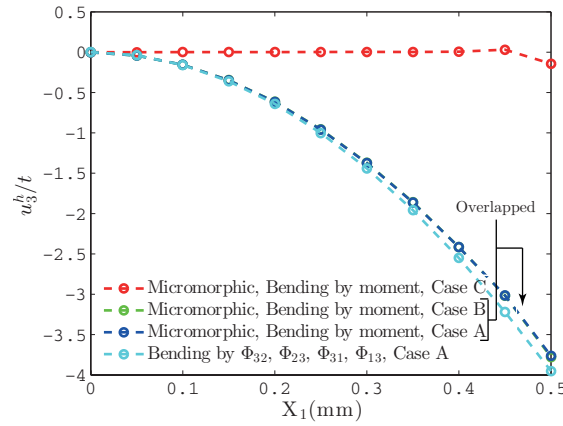 0.5
0
-0.5
-1
-1.5
-2
-2.5
-3
-3.5
-4
u₃ʰ/t
Overlapped
Micromorphic, Bending by moment, Case C
Micromorphic, Bending by moment, Case B
Micromorphic, Bending by moment, Case A
Bending by Φ₃₂, Φ₂₃, Φ₃₁, Φ₁₃, Case A
0 0.1 0.2 0.3 0.4 0.5
X₁(mm)